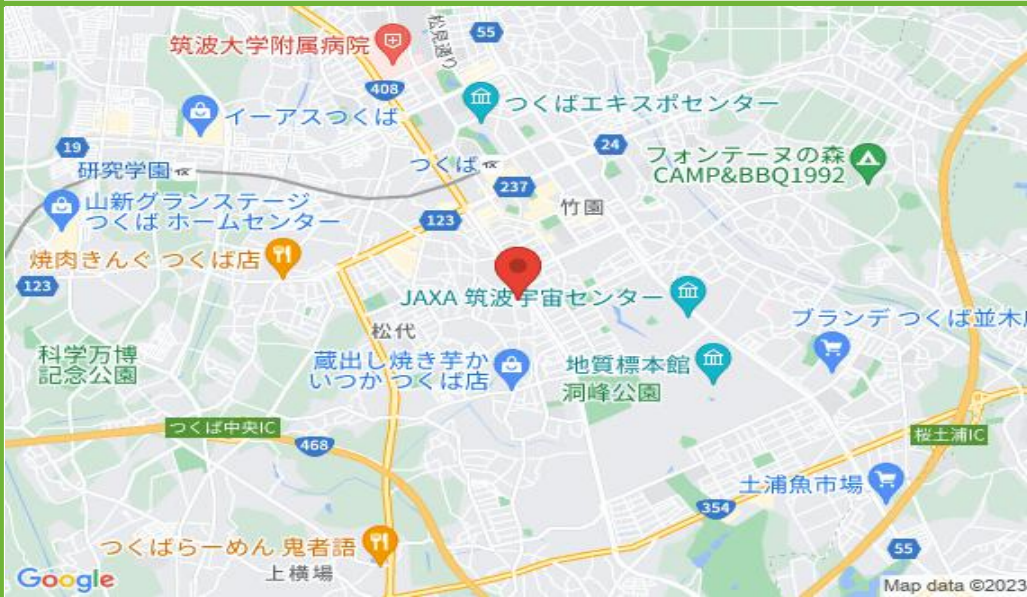 松見通り
55
筑波大学附属病院
408
イーアスつくば
つくばエキスポセンター
19
24
研究学園
つくば
フォンテーヌの森
CAMP&BBQ1992
237
山新グランステージ
つくば ホームセンター
123
竹園
焼肉きんぐ つくば店
123
JAXA 筑波宇宙センター
松代
ブランデ つくば並木
科学万博
記念公園
蔵出し焼き芋か
いつか つくば店
地質標本館
洞峰公園
つくば中央IC
468
桜土浦IC
土浦魚市場
354
つくばらーめん 鬼者語
55
上横場
Google
Map data ©2023